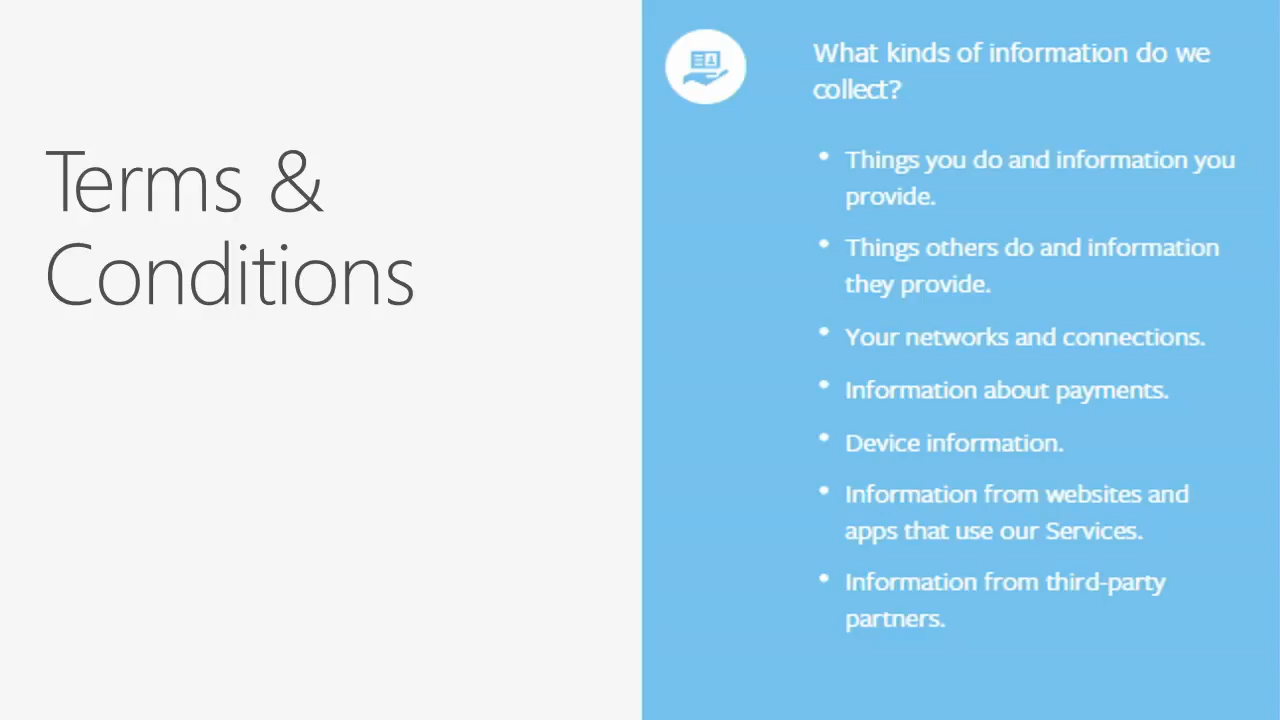 Terms &
Conditions
What kinds of information do we
collect?
• Things you do and information you
provide.
• Things others do and information
they provide.
• Your networks and connections.
• Information about payments.
• Device information.
• Information from websites and
apps that use our Services.
• Information from third-party
partners.